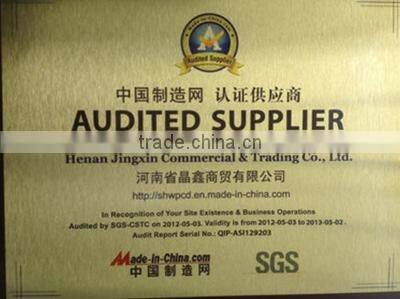 Audited Supplier
中国制造网 认证供应商
AUDITED SUPPLIER
trade.china.cn
Henan Jingxin Commercial & Trading Co., Ltd.
河南省晶鑫商贸有限公司
http://shwpcd.en.made-in-china.com
In Recognition of Your Site Existence & Business Operations
Audited by SGS-CSTC on 2012-05-03. Validity is from 2012-05-03 to 2013-05-02.
Audit Report Serial No.: QIP-ASI129203
Made-in-China.com
中国制造网
SGS